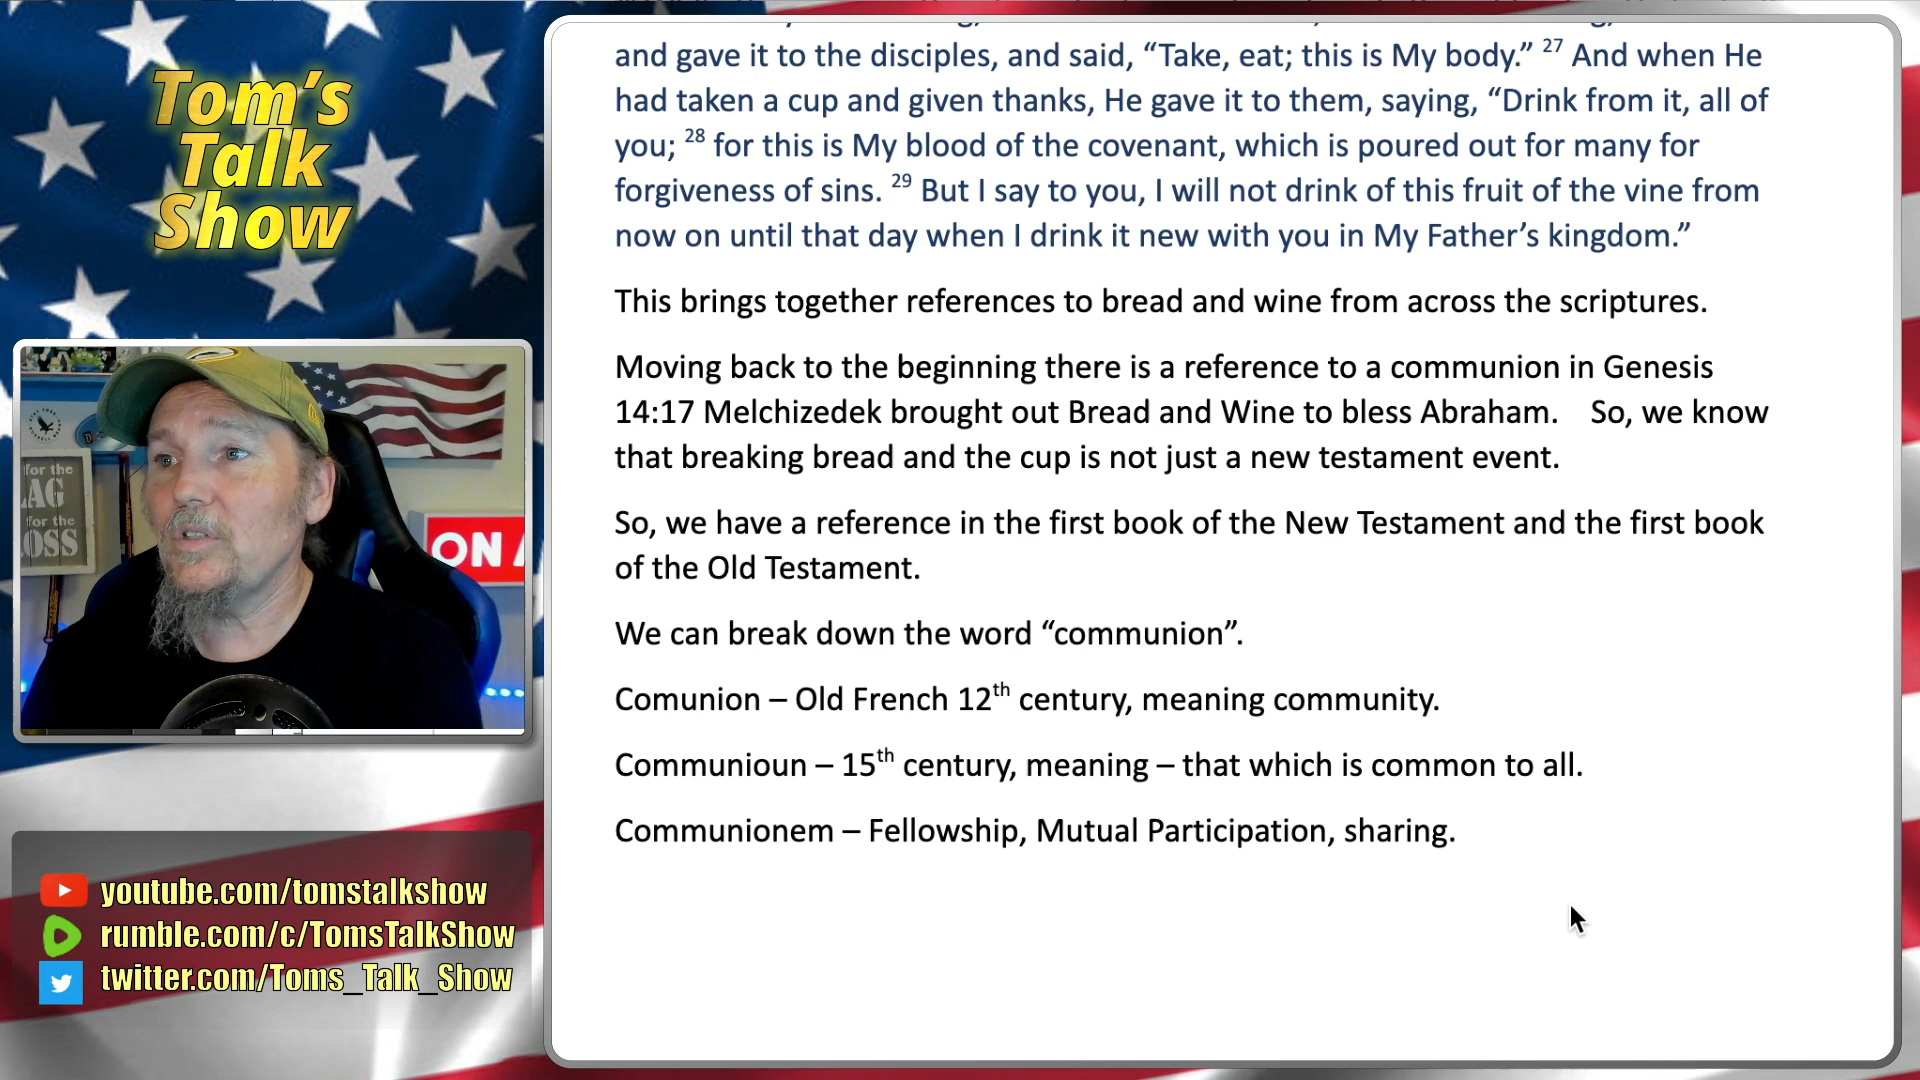 Tom's
Talk
Show
for the
LAG
for the
OSS
ON A
youtube.com/tomstalkshow
rumble.com/c/TomsTalkShow
twitter.com/Toms_Talk_Show
and gave it to the disciples, and said, “Take, eat; this is My body.” 27 And when He
had taken a cup and given thanks, He gave it to them, saying, “Drink from it, all of
you; 28 for this is My blood of the covenant, which is poured out for many for
forgiveness of sins. 29 But I say to you, I will not drink of this fruit of the vine from
now on until that day when I drink it new with you in My Father’s kingdom.”
This brings together references to bread and wine from across the scriptures.
Moving back to the beginning there is a reference to a communion in Genesis
14:17 Melchizedek brought out Bread and Wine to bless Abraham.    So, we know
that breaking bread and the cup is not just a new testament event.
So, we have a reference in the first book of the New Testament and the first book
of the Old Testament.
We can break down the word “communion”.
Comunion – Old French 12th century, meaning community.
Communioun – 15th century, meaning – that which is common to all.
Communionem – Fellowship, Mutual Participation, sharing.